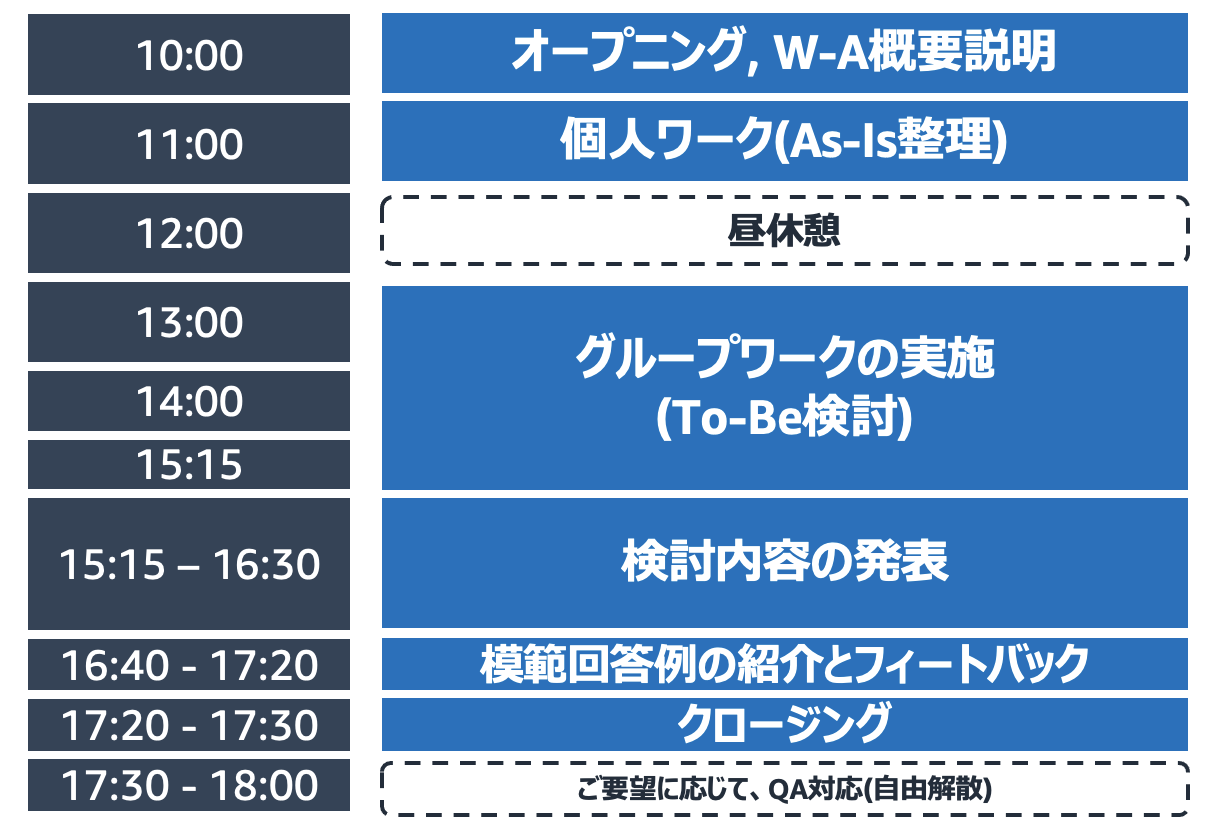 10:00
オープニング, W-A概要説明
11:00
個人ワーク(As-Is整理)
12:00
昼休憩
13:00
14:00
15:15
グループワークの実施
(To-Be検討)
15:15 – 16:30
検討内容の発表
16:40 - 17:20
模範回答例の紹介とフィートバック
17:20 - 17:30
クロージング
17:30 - 18:00
ご要望に応じて、QA対応(自由解散)